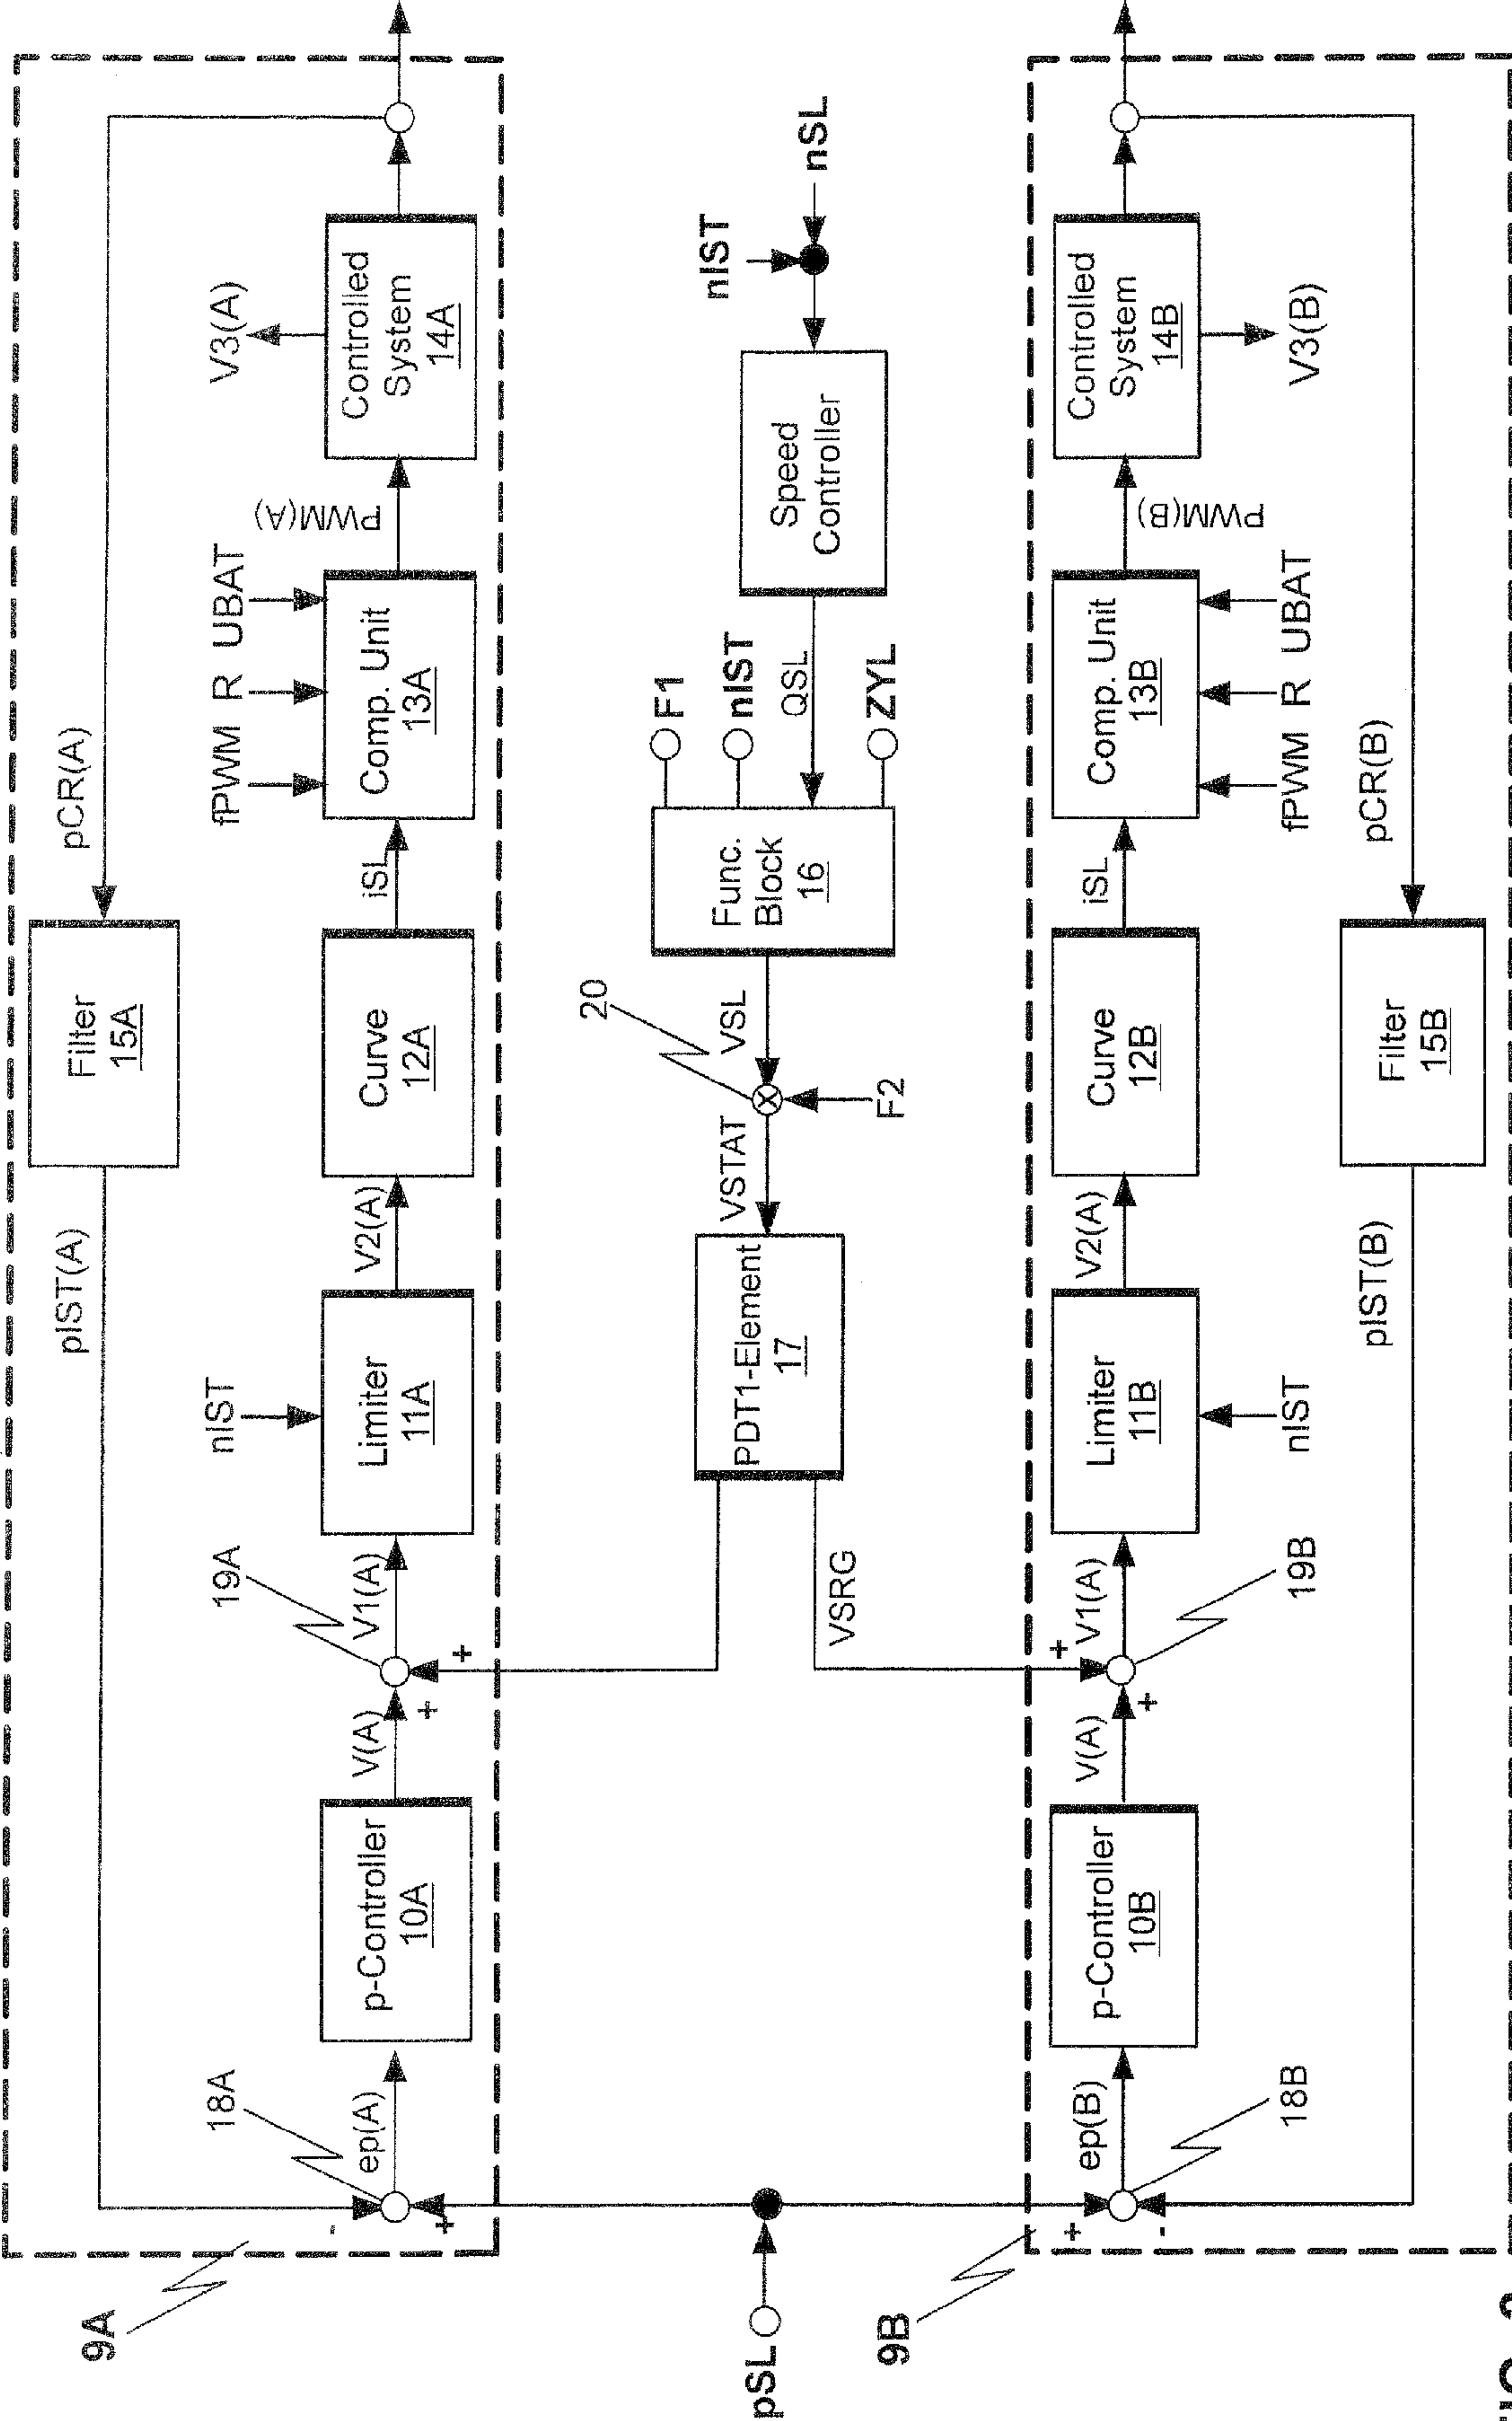 9A
18A
-
+
ep(A)
p-Controller
10A
V(A)
+
+
19A
V1(A)
nIST
Limiter
11A
V2(A)
Curve
12A
iSL
fPWM
R
UBAT
Comp. Unit
13A
PWM(A)
Controlled
System
14A
V3(A)
pIST(A)
Filter
15A
pCR(A)
pSL
VSRG
PDT1-Element
17
VSTAT
20
F2
VSL
Func.
Block
16
F1
nIST
QSL
ZYL
Speed
Controller
nIST
nSL
9B
18B
+
-
ep(B)
p-Controller
10B
V(A)
+
+
19B
V1(A)
nIST
Limiter
11B
V2(A)
Curve
12B
iSL
fPWM
R
UBAT
Comp. Unit
13B
PWM(B)
Controlled
System
14B
V3(B)
pIST(B)
Filter
15B
pCR(B)